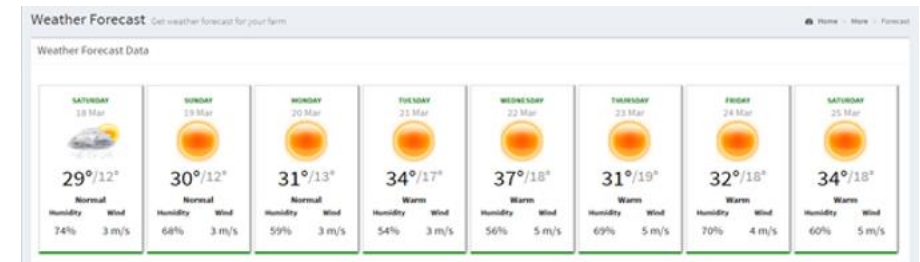 Weather Forecast Get weather forecast for your farm
Home - More - Forecast
Weather Forecast Data
SATURDAY
18 Mar
29°/12°
Normal
Humidity Wind
74% 3 m/s
SUNDAY
19 Mar
30°/12°
Normal
Humidity Wind
68% 3 m/s
MONDAY
20 Mar
31°/13°
Normal
Humidity Wind
59% 3 m/s
TUESDAY
21 Mar
34°/17°
Warm
Humidity Wind
54% 3 m/s
WEDNESDAY
22 Mar
37°/18°
Warm
Humidity Wind
56% 5 m/s
THURSDAY
23 Mar
31°/19°
Warm
Humidity Wind
69% 5 m/s
FRIDAY
24 Mar
32°/18°
Warm
Humidity Wind
70% 4 m/s
SATURDAY
25 Mar
34°/18°
Warm
Humidity Wind
60% 5 m/s